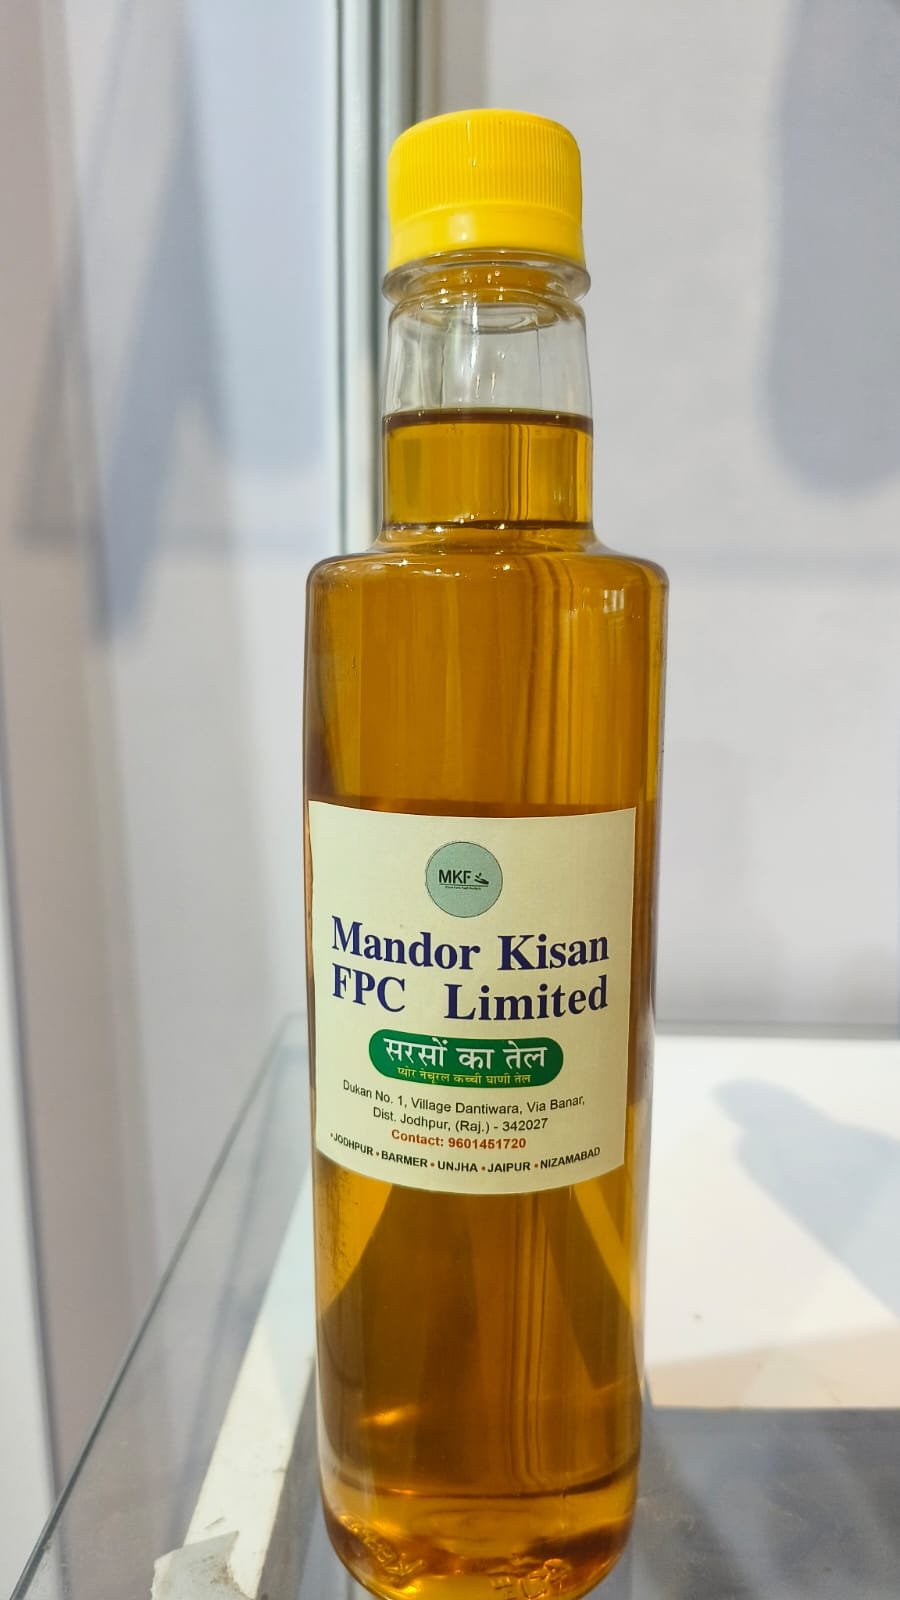 MKF
Mandor Kisan
FPC Limited
सरसों का तेल
प्योर नेचूरल कच्ची घाणी तेल
Dukan No. 1, Village Dantiwara, Via Banar,
Dist. Jodhpur, (Raj.) - 342027
Contact: 9601451720
•JODHPUR •BARMER •UNJHA •JAIPUR •NIZAMABAD